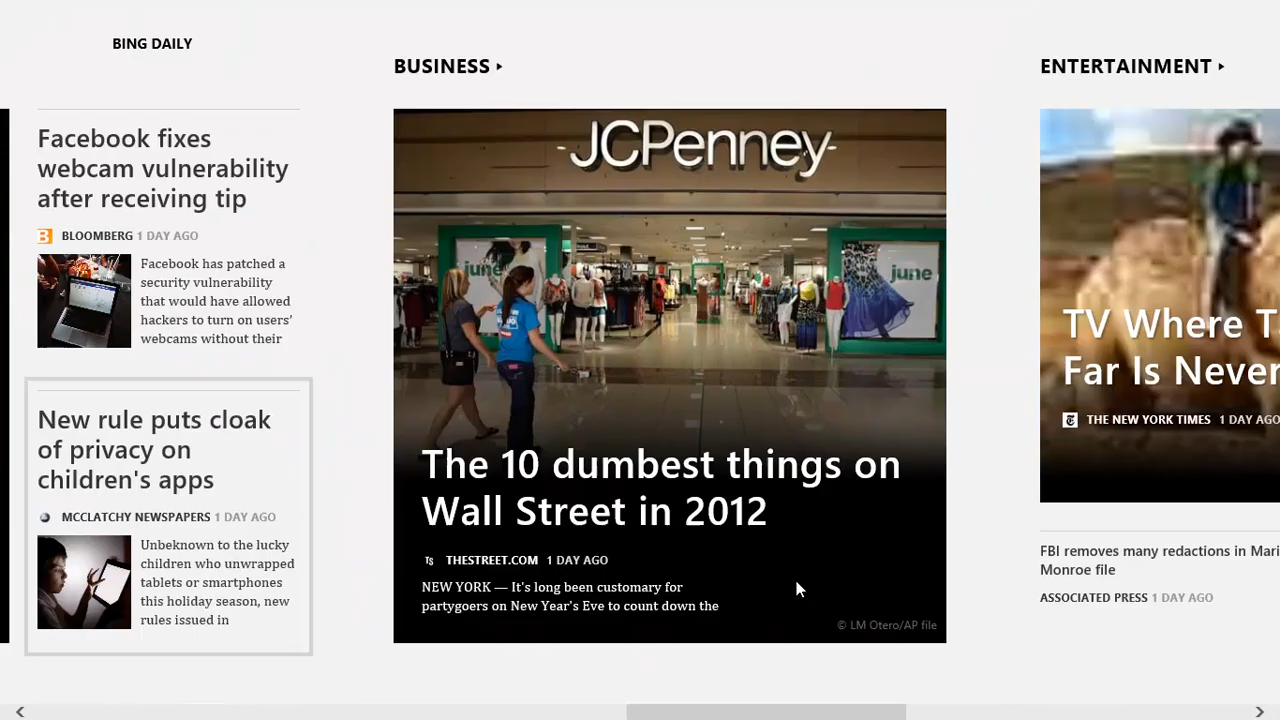 BING DAILY
Facebook fixes
webcam vulnerability
after receiving tip
BLOOMBERG 1 DAY AGO
Facebook has patched a
security vulnerability
that would have allowed
hackers to turn on users'
webcams without their
New rule puts cloak
of privacy on
children's apps
MCCLATCHY NEWSPAPERS 1 DAY AGO
Unbeknown to the lucky
children who unwrapped
tablets or smartphones
this holiday season, new
rules issued in
BUSINESS
JCPenney
june
june
The 10 dumbest things on
Wall Street in 2012
TS THESTREET.COM 1 DAY AGO
NEW YORK — It's long been customary for
partygoers on New Year's Eve to count down the
© LM Otero/AP file
ENTERTAINMENT
TV Where T
Far Is Never
THE NEW YORK TIMES 1 DAY AGO
FBI removes many redactions in Mari
Monroe file
ASSOCIATED PRESS 1 DAY AGO